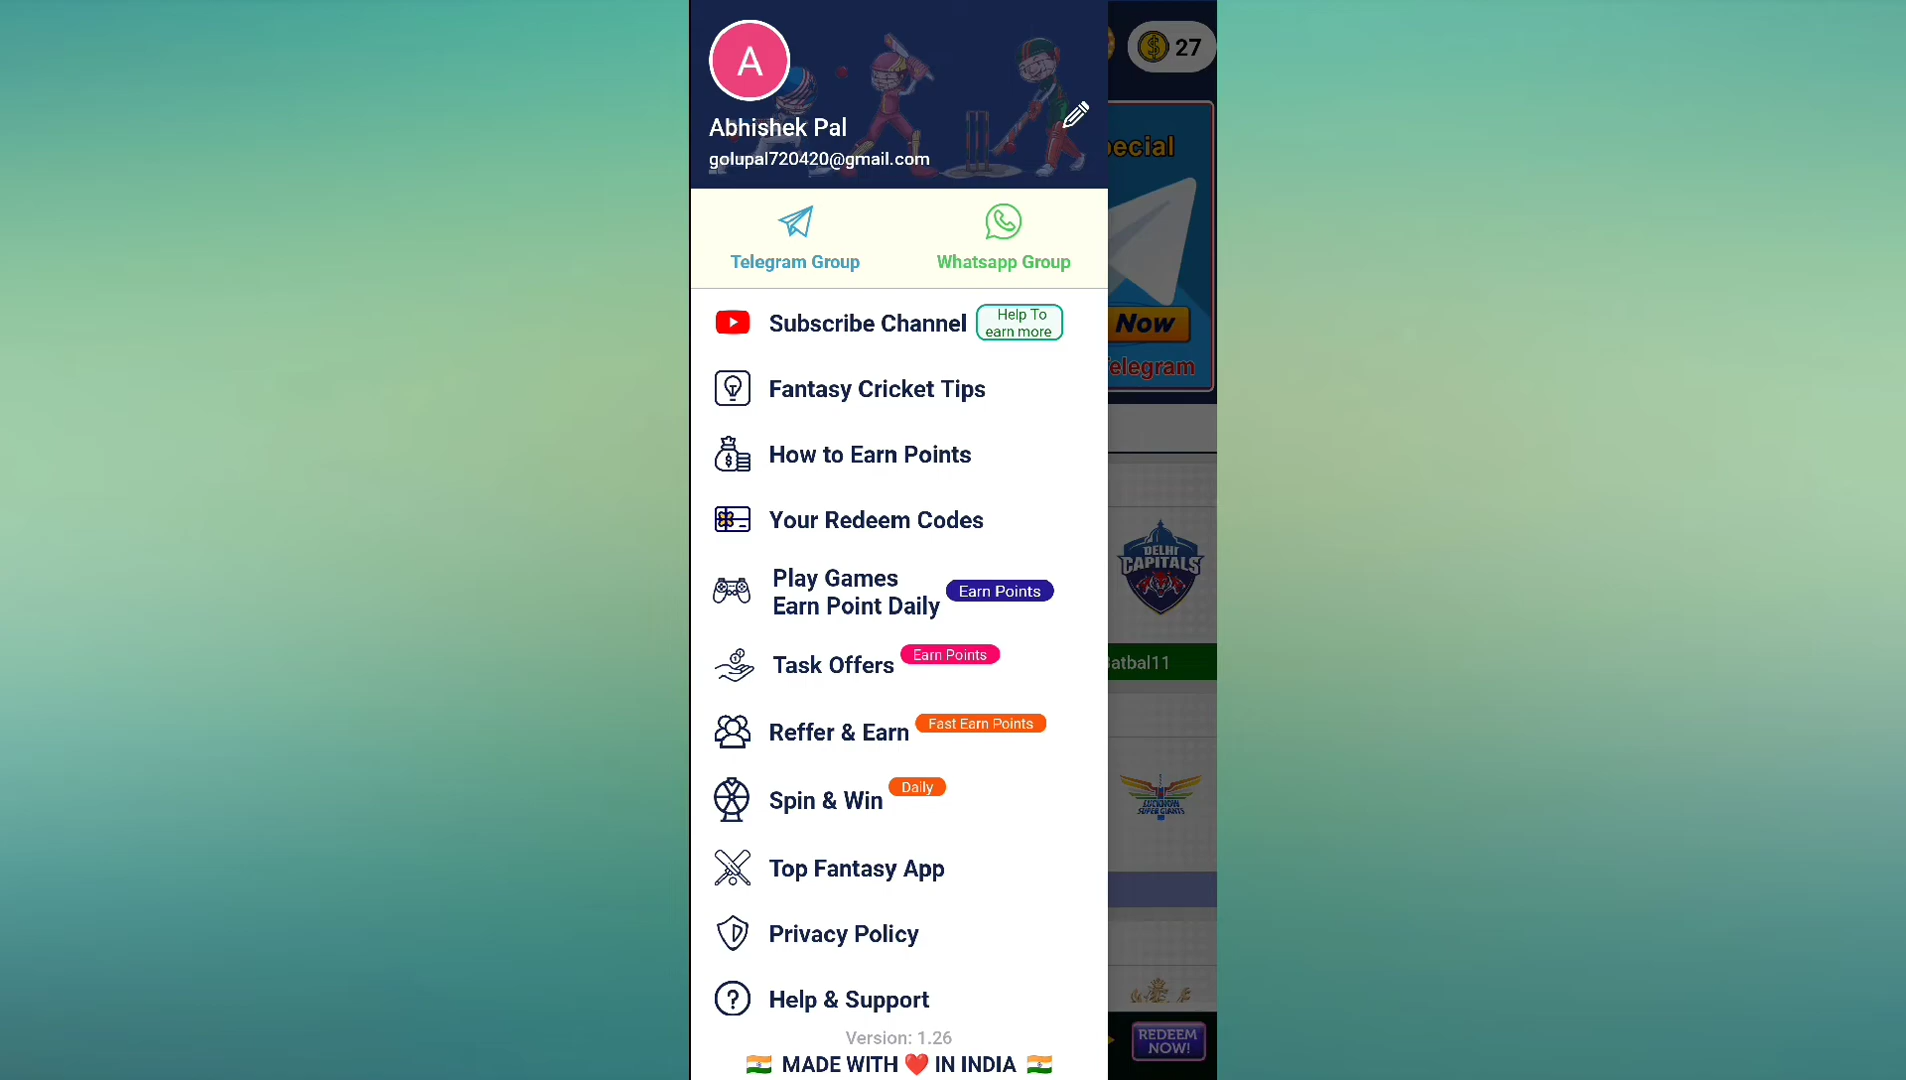 A
27
Abhishek Pal
golupal720420@gmail.com
Telegram Group
Whatsapp Group
Subscribe Channel
Help To
earn more
Now
Fantasy Cricket Tips
How to Earn Points
Your Redeem Codes
DELHI
CAPITALS
Play Games
Earn Point Daily
Earn Points
Task Offers
Earn Points
atbal11
Reffer & Earn
Fast Earn Points
Spin & Win
Daily
LUCKNOW
SUPER GIANTS
Top Fantasy App
Privacy Policy
Help & Support
Version: 1.26
MADE WITH ❤️ IN INDIA
REDEEM
NOW!